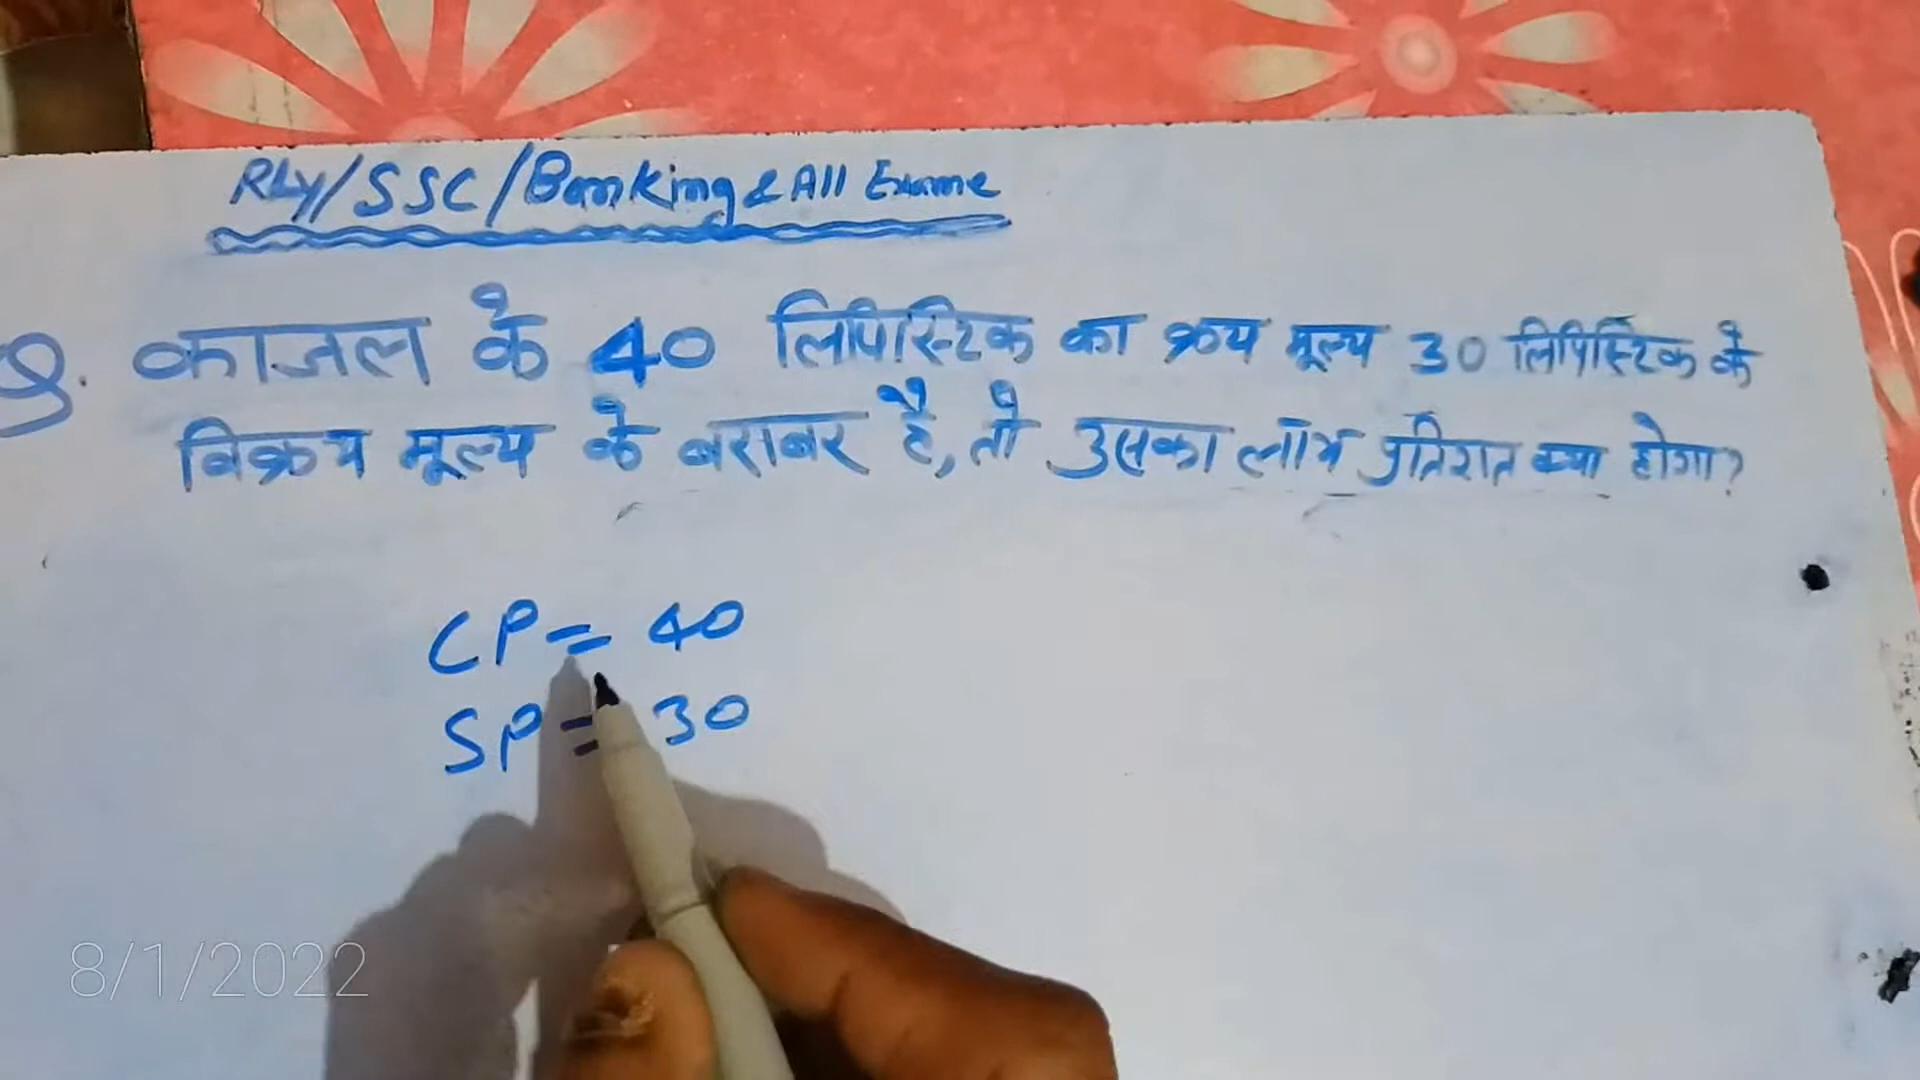 RLy/SSC/Banking & All Exame
Q. काजल के 40 लिपिस्टिक का क्रय मूल्य 30 लिपिस्टिक के
विक्रय मूल्य के बराबर है, तो उसका लाभ प्रतिशत क्या होगा?
CP = 40
SP = 30
8/1/2022